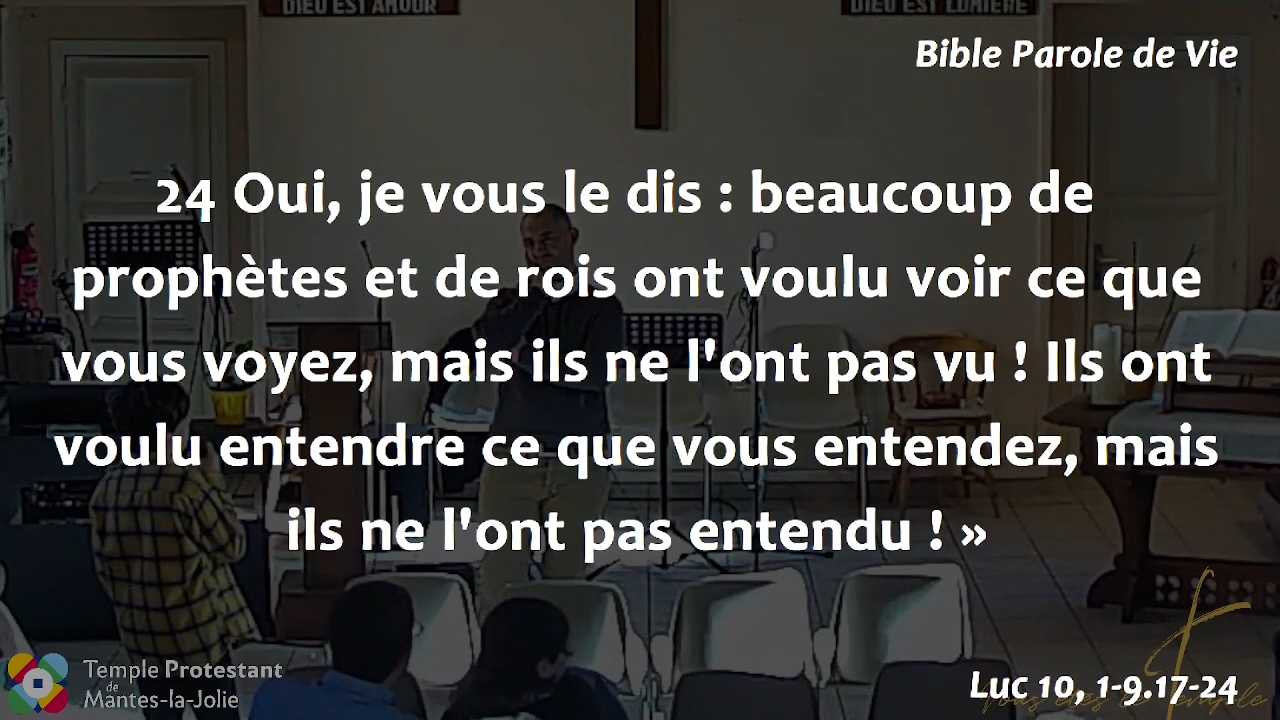 DIEU EST AMOUR
DIEU EST LUMIÈRE
Bible Parole de Vie
24 Oui, je vous le dis : beaucoup de
prophètes et de rois ont voulu voir ce que
vous voyez, mais ils ne l'ont pas vu ! Ils ont
voulu entendre ce que vous entendez, mais
ils ne l'ont pas entendu ! »
Temple Protestant
de
Mantes-la-Jolie
Luc 10, 1-9.17-24